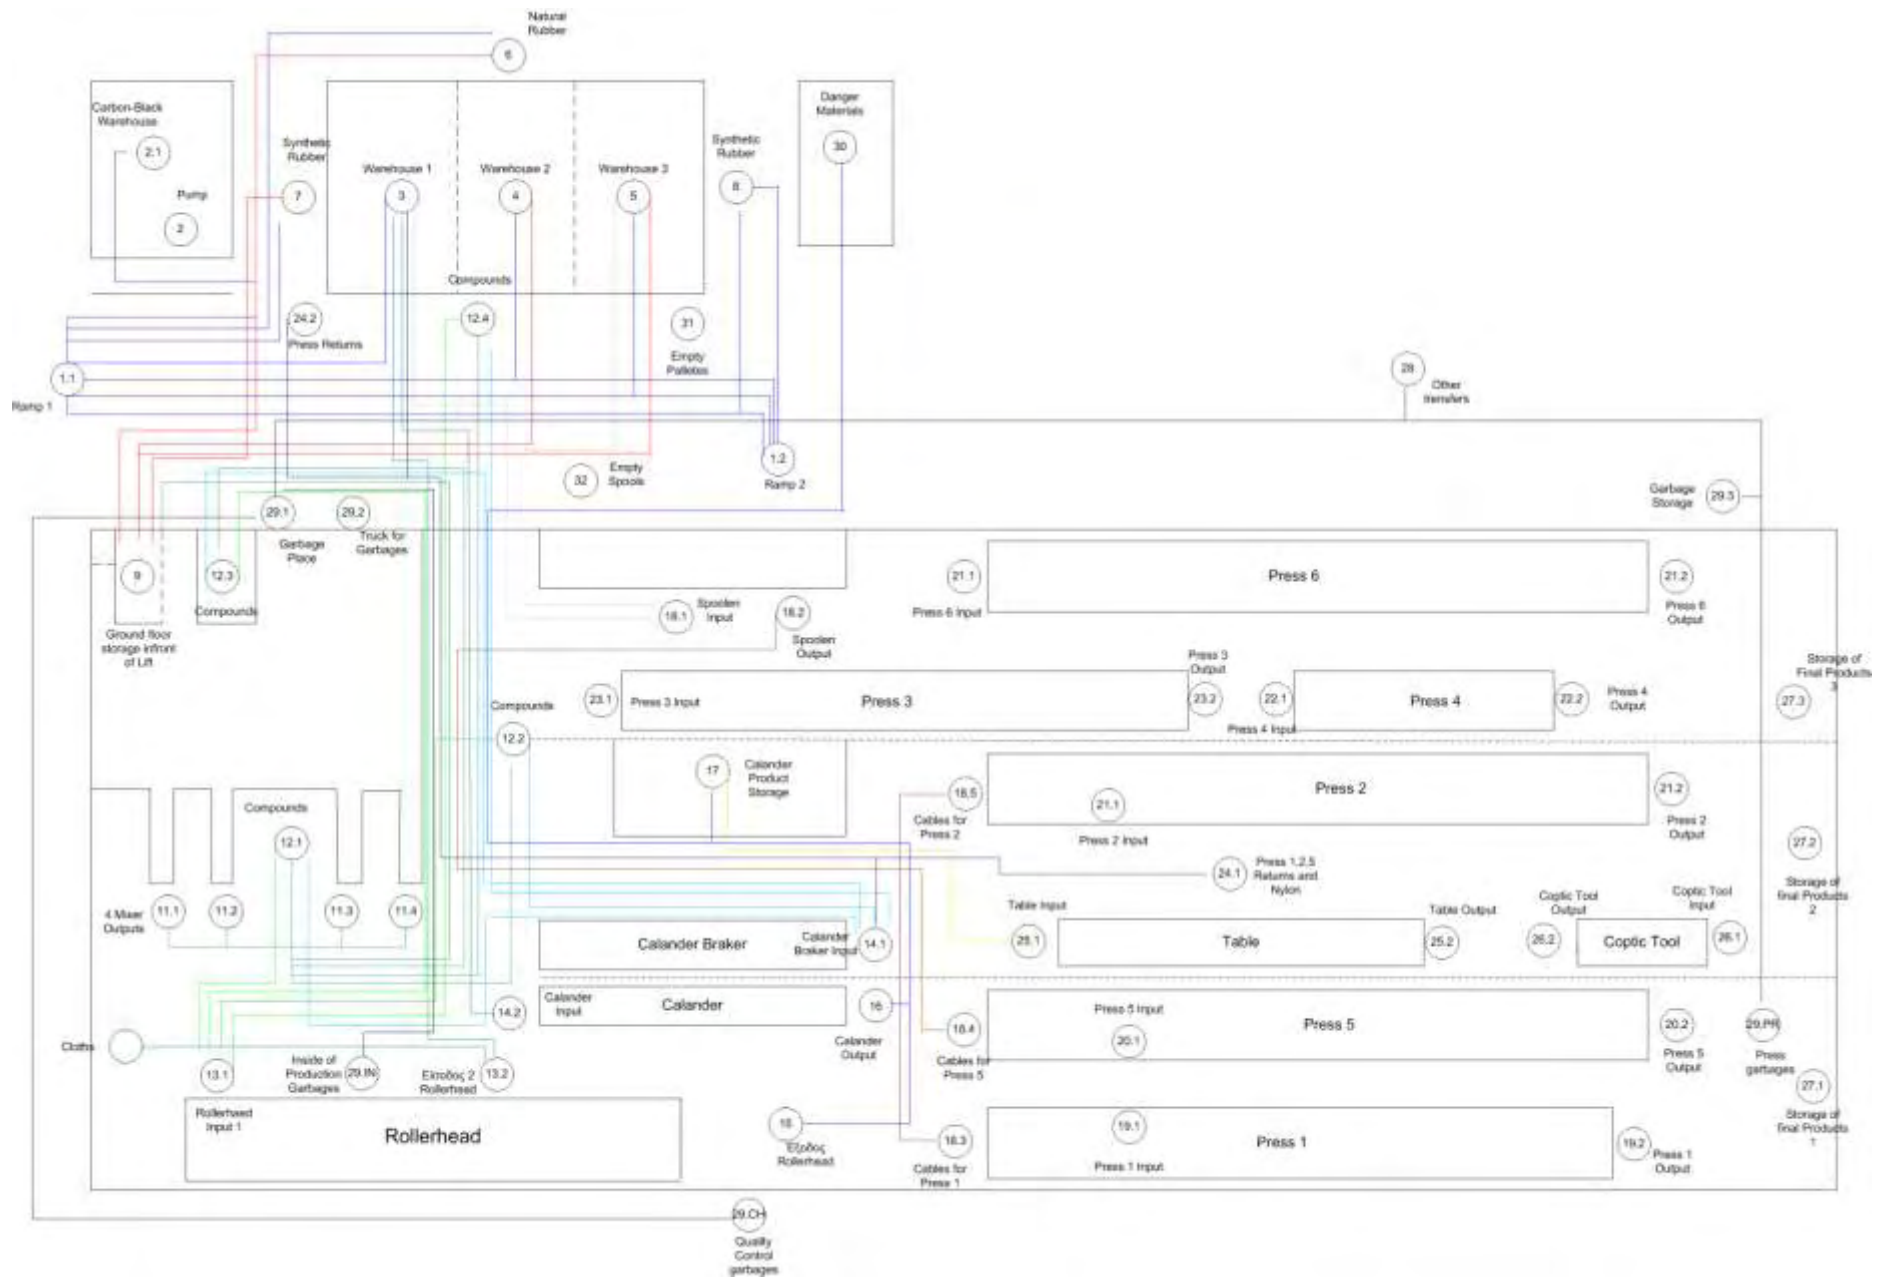 Natural
Rubber
6
Carbon-Black
Warehouse
2.1
Pump
2
Synthetic
Rubber
7
Warehouse 1
3
Warehouse 2
4
Warehouse 3
5
Synthetic
Rubber
8
Danger
Materials
30
Compounds
12.4
24.2
Press Returns
31
Empty
Palletes
1.1
Ramp 1
28
Other
transfers
1.2
Ramp 2
32
Empty
Spools
Garbage
Storage
29.3
29.1
Garbage
Place
29.2
Truck for
Garbages
9
Ground floor
storage infront
of Lift
12.3
Compounds
18.1
Spoolen
Input
18.2
Spoolen
Output
21.1
Press 6 Input
Press 6
21.2
Press 6
Output
23.1
Press 3 Input
Press 3
Press 3
Output
23.2
22.1
Press 4 Input
Press 4
22.2
Press 4
Output
Storage of
Final Products
3
27.3
Compounds
12.2
17
Calander
Product
Storage
18.5
Cables for
Press 2
Press 2
21.1
Press 2 Input
21.2
Press 2
Output
27.2
Storage of
final Products
2
Compounds
12.1
24.1
Press 1,2,5
Returns and
Nylon
4 Mixer
Outputs
11.1
11.2
11.3
11.4
Calander Braker
Calander
Braker Input
14.1
Table Input
25.1
Table
Table Output
25.2
Coptic Tool
Output
26.2
Coptic Tool
Coptic Tool
Input
26.1
14.2
Calander
Input
Calander
16
Calander
Output
18.4
Cables for
Press 5
Press 5 Input
20.1
Press 5
20.2
Press 5
Output
29.PR
Press
garbages
Cloths
13.1
Inside of
Production
Garbages
29.IN
Είσοδος 2
Rollerhead
13.2
Rollerhead
Input 1
Rollerhead
Έξοδος
Rollerhead
18.3
Cables for
Press 1
19.1
Press 1 Input
Press 1
19.2
Press 1
Output
27.1
Storage of
final Products
1
29.CH
Quality
Control
garbages